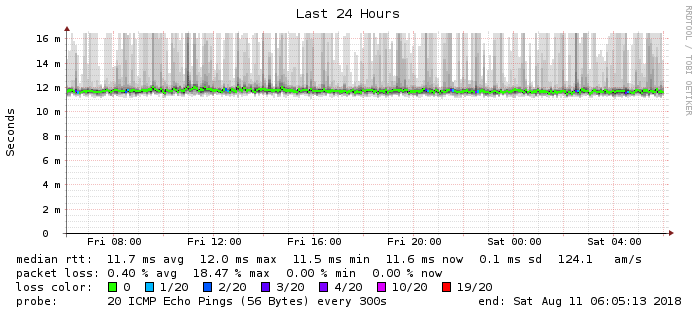 Last 24 Hours
RRDTOOL / TOBI OETIKER
Seconds
16 m
14 m
12 m
10 m
8 m
6 m
4 m
2 m
0
Fri 08:00 Fri 12:00 Fri 16:00 Fri 20:00 Sat 00:00 Sat 04:00
median rtt: 11.7 ms avg 12.0 ms max 11.5 ms min 11.6 ms now 0.1 ms sd 124.1 am/s
packet loss: 0.40 % avg 18.47 % max 0.00 % min 0.00 % now
loss color: 0 1/20 2/20 3/20 4/20 10/20 19/20
probe: 20 ICMP Echo Pings (56 Bytes) every 300s end: Sat Aug 11 06:05:13 2018